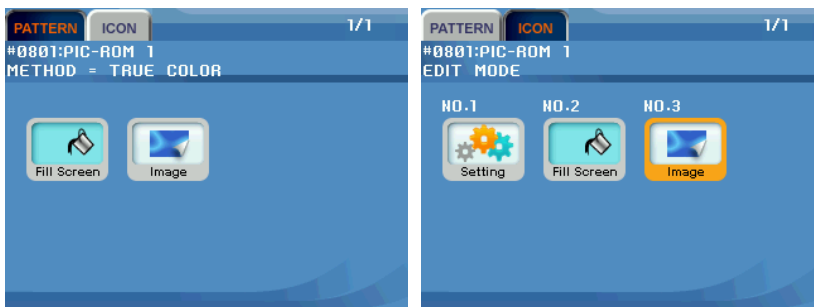 PATTERN ICON 1/1
#0801:PIC-ROM 1
METHOD = TRUE COLOR
Fill Screen Image
PATTERN ICON 1/1
#0801:PIC-ROM 1
EDIT MODE
NO.1 NO.2 NO.3
Setting Fill Screen Image